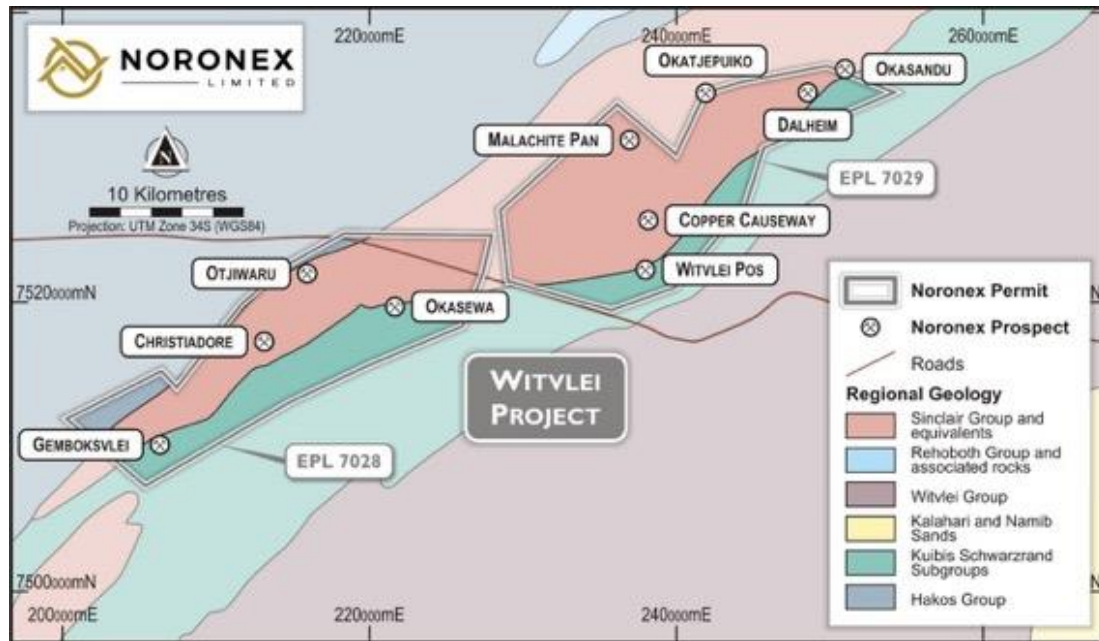 NORONEX
LIMITED
220000mE
240000mE
260000mE
OKATJEPUIKO
OKASANDU
MALACHITE PAN
DALHEIM
N
EPL 7029
10 Kilometres
Projection: UTM Zone 34S (WGS84)
COPPER CAUSEWAY
OTJIWARU
WITVLEI POS
7520000mN
OKASEWA
CHRISTIADORE
WITVLEI
PROJECT
GEMBOKSVLEI
EPL 7028
7500000mN
200000mE
220000mE
240000mE
Noronex Permit
Noronex Prospect
Roads
Regional Geology
Sinclair Group and
equivalents
Rehoboth Group and
associated rocks
Witvlei Group
Kalahari and Namib
Sands
Kuibis Schwarzrand
Subgroups
Hakos Group